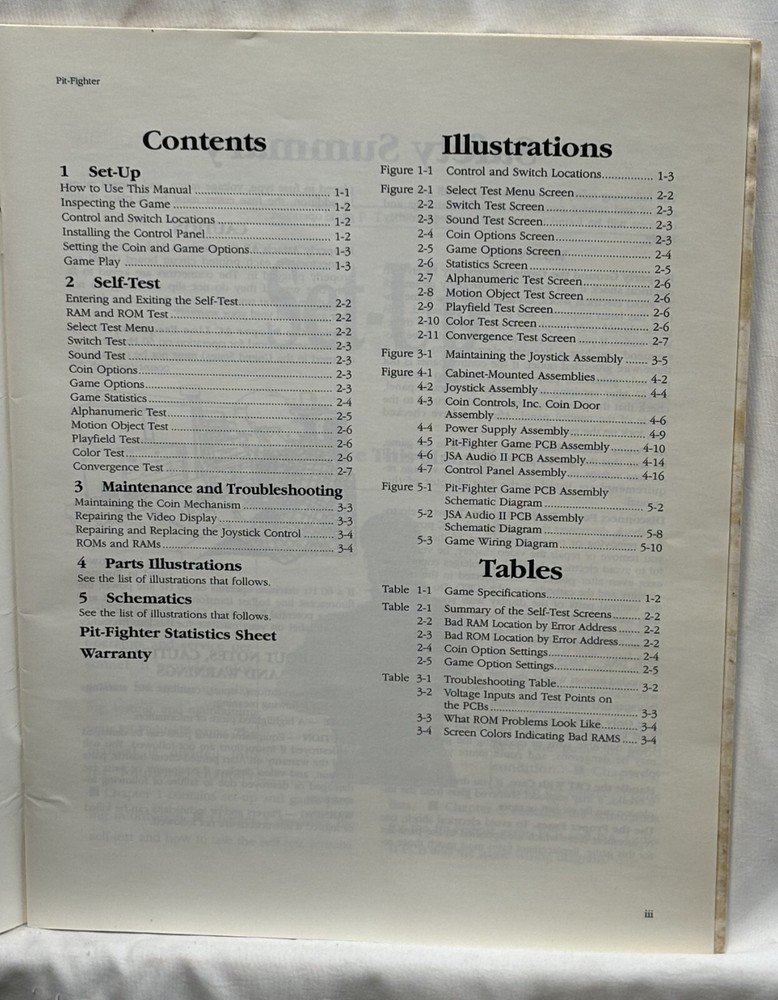 Pit-Fighter
Contents
1 Set-Up
How to Use This Manual ........ 1-1
Inspecting the Game ........ 1-2
Control and Switch Locations ........ 1-2
Installing the Control Panel ........ 1-2
Setting the Coin and Game Options ........ 1-3
Game Play ........ 1-3
2 Self-Test
Entering and Exiting the Self-Test ........ 2-2
RAM and ROM Test ........ 2-2
Select Test Menu ........ 2-2
Switch Test ........ 2-3
Sound Test ........ 2-3
Coin Options ........ 2-3
Game Options ........ 2-3
Game Statistics ........ 2-4
Alphanumeric Test ........ 2-5
Motion Object Test ........ 2-6
Playfield Test ........ 2-6
Color Test ........ 2-6
Convergence Test ........ 2-7
3 Maintenance and Troubleshooting
Maintaining the Coin Mechanism ........ 3-3
Repairing the Video Display ........ 3-3
Repairing and Replacing the Joystick Control ........ 3-4
ROMs and RAMs ........ 3-4
4 Parts Illustrations
See the list of illustrations that follows.
5 Schematics
See the list of illustrations that follows.
Pit-Fighter Statistics Sheet
Warranty
Illustrations
Figure 1-1 Control and Switch Locations ........ 1-3
Figure 2-1 Select Test Menu Screen ........ 2-2
2-2 Switch Test Screen ........ 2-3
2-3 Sound Test Screen ........ 2-3
2-4 Coin Options Screen ........ 2-3
2-5 Game Options Screen ........ 2-4
2-6 Statistics Screen ........ 2-5
2-7 Alphanumeric Test Screen ........ 2-6
2-8 Motion Object Test Screen ........ 2-6
2-9 Playfield Test Screen ........ 2-6
2-10 Color Test Screen ........ 2-6
2-11 Convergence Test Screen ........ 2-7
Figure 3-1 Maintaining the Joystick Assembly ........ 3-5
Figure 4-1 Cabinet-Mounted Assemblies ........ 4-2
4-2 Joystick Assembly ........ 4-4
4-3 Coin Controls, Inc. Coin Door
Assembly ........ 4-6
4-4 Power Supply Assembly ........ 4-9
4-5 Pit-Fighter Game PCB Assembly ........ 4-10
4-6 JSA Audio II PCB Assembly ........ 4-14
4-7 Control Panel Assembly ........ 4-16
Figure 5-1 Pit-Fighter Game PCB Assembly
Schematic Diagram ........ 5-2
5-2 JSA Audio II PCB Assembly
Schematic Diagram ........ 5-8
5-3 Game Wiring Diagram ........ 5-10
Tables
Table 1-1 Game Specifications ........ 1-2
Table 2-1 Summary of the Self-Test Screens ........ 2-2
2-2 Bad RAM Location by Error Address ........ 2-2
2-3 Bad ROM Location by Error Address ........ 2-2
2-4 Coin Option Settings ........ 2-4
2-5 Game Option Settings ........ 2-5
Table 3-1 Troubleshooting Table ........ 3-2
3-2 Voltage Inputs and Test Points on
the PCBs ........ 3-3
3-3 What ROM Problems Look Like ........ 3-4
3-4 Screen Colors Indicating Bad RAMS ........ 3-4
iii